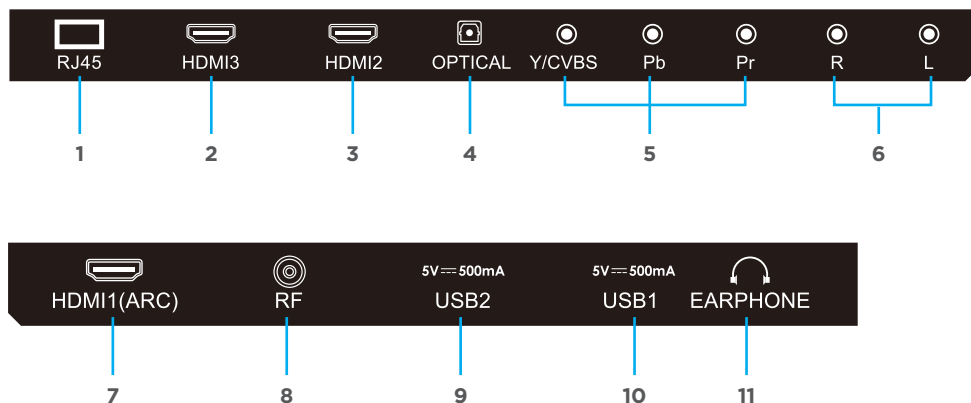 RJ45 HDMI3 HDMI2 OPTICAL Y/CVBS Pb Pr R L
1 2 3 4 5 6
5V⎓500mA 5V⎓500mA
HDMI1(ARC) RF USB2 USB1 EARPHONE
7 8 9 10 11